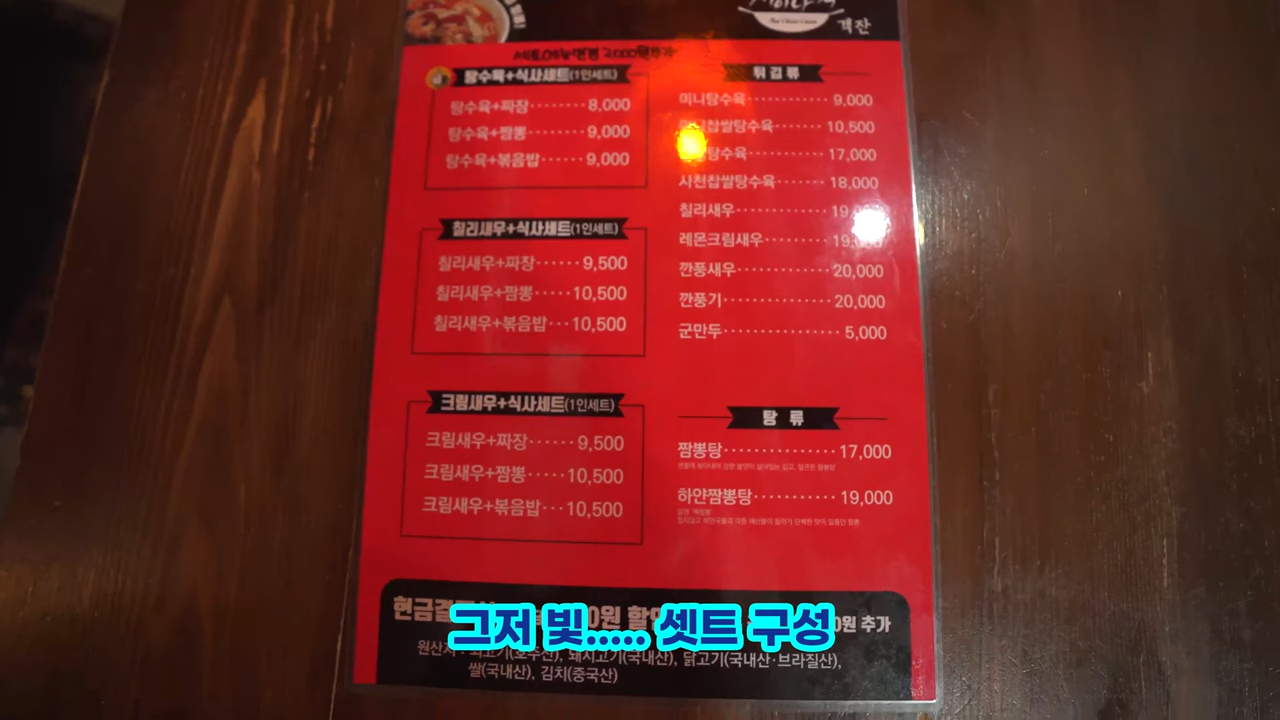 객잔
탕수육+식사세트(1인세트)
탕수육+짜장 8,000
탕수육+짬뽕 9,000
탕수육+볶음밥 9,000
칠리새우+식사세트(1인세트)
칠리새우+짜장 9,500
칠리새우+짬뽕 10,500
칠리새우+볶음밥 10,500
크림새우+식사세트(1인세트)
크림새우+짜장 9,500
크림새우+짬뽕 10,500
크림새우+볶음밥 10,500
튀김류
미니탕수육 9,000
찹쌀탕수육 10,500
탕수육 17,000
사천찹쌀탕수육 18,000
칠리새우
레몬크림새우
깐풍새우 20,000
깐풍기 20,000
군만두 5,000
탕 류
짬뽕탕 17,000
하얀짬뽕탕 19,000
0원 추가
그저 빛..... 셋트 구성
돼지고기(국내산), 닭고기(국내산·브라질산),
쌀(국내산), 김치(중국산)